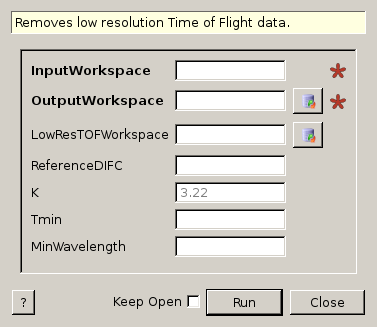 Removes low resolution Time of Flight data.
InputWorkspace
OutputWorkspace
LowResTOFWorkspace
ReferenceDIFC
K 3.22
Tmin
MinWavelength
? Keep Open Run Close